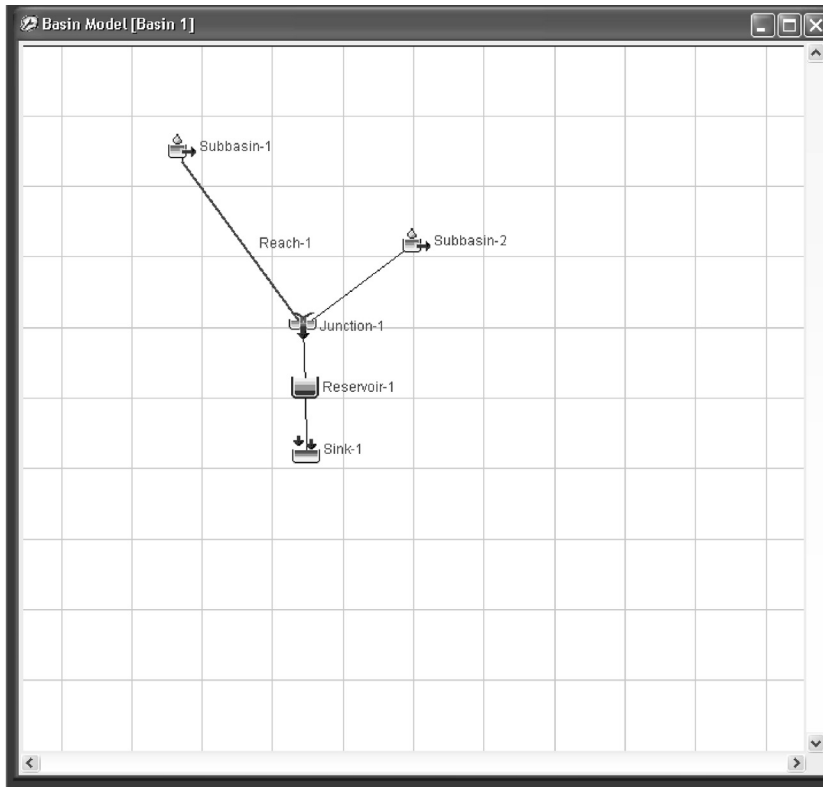 Basin Model [Basin 1]
Subbasin-1
Reach-1
Subbasin-2
Junction-1
Reservoir-1
Sink-1